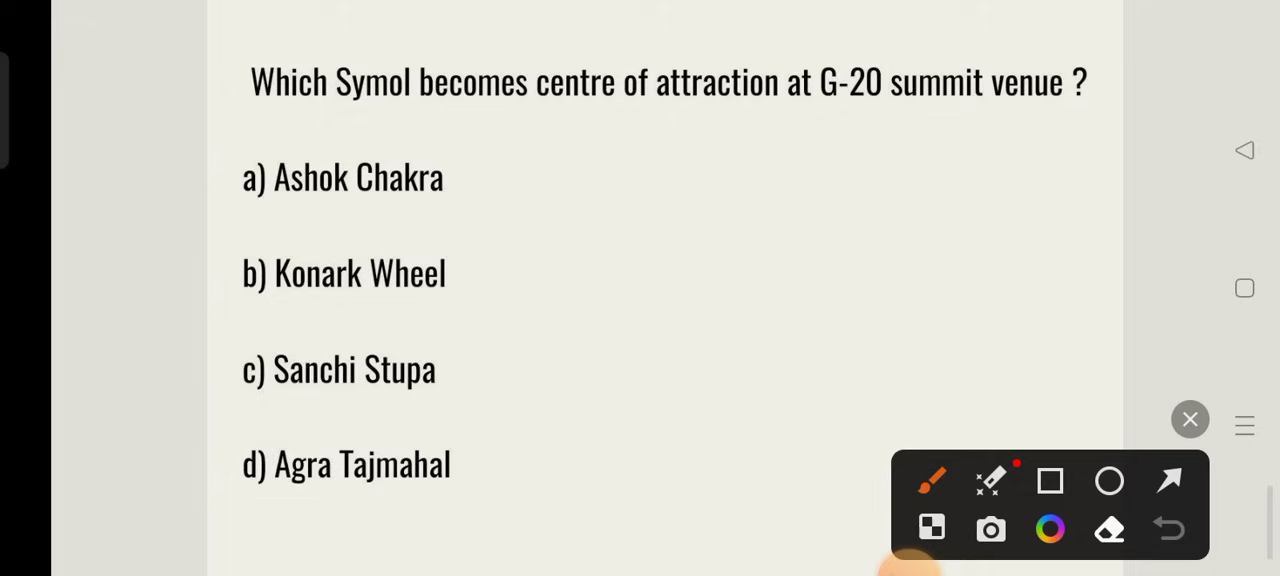 Which Symol becomes centre of attraction at G-20 summit venue ?
a) Ashok Chakra
b) Konark Wheel
c) Sanchi Stupa
d) Agra Tajmahal